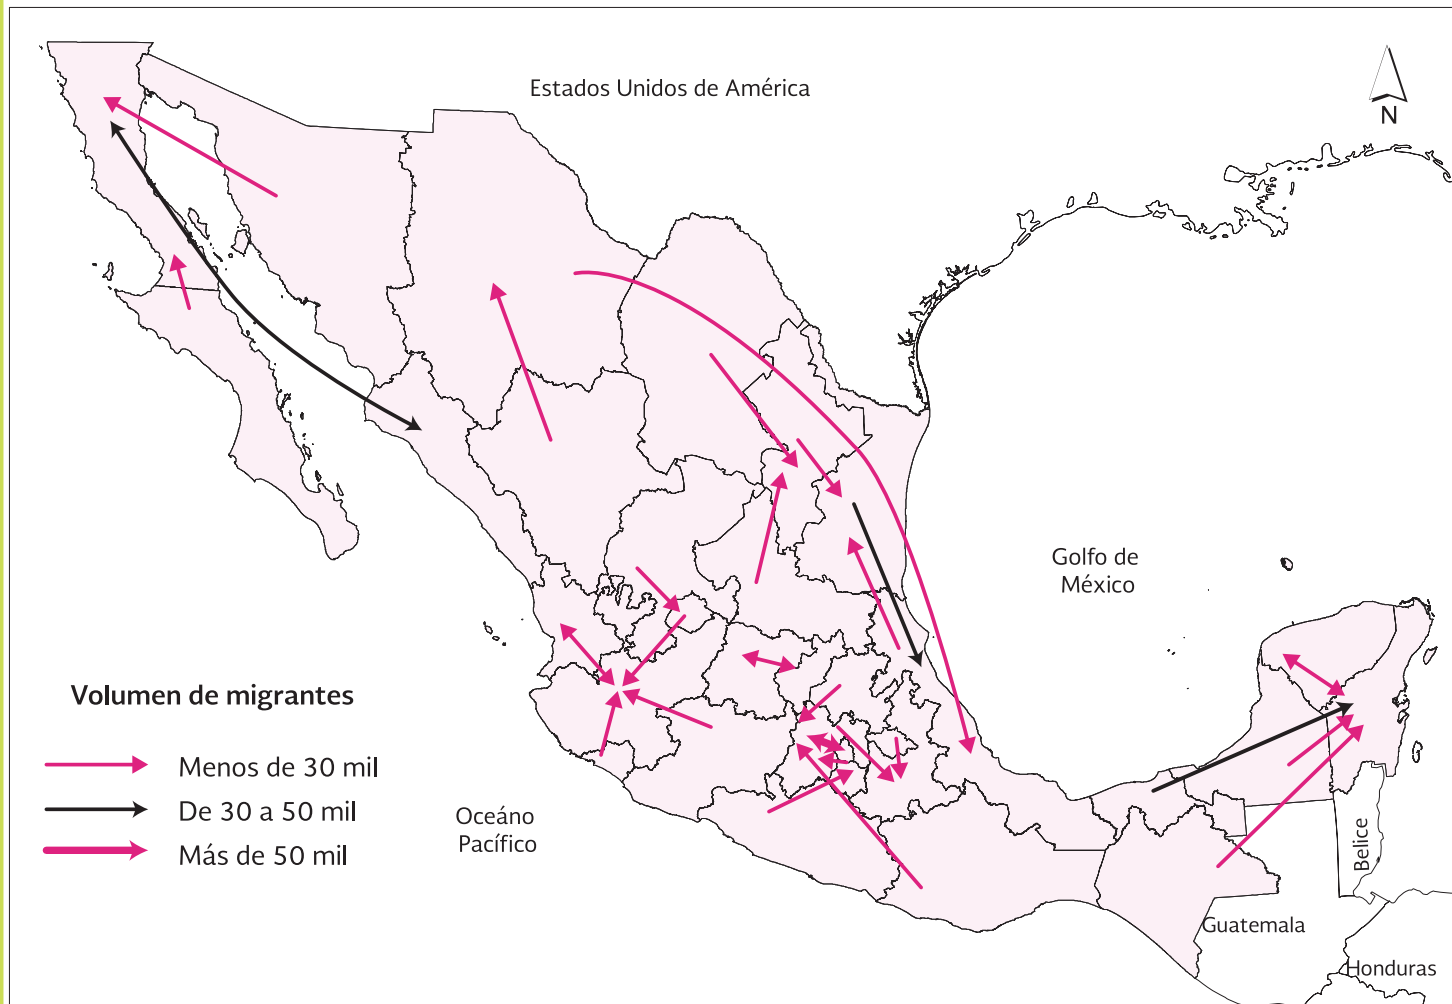 Estados Unidos de América
N
Golfo de
México
Volumen de migrantes
Menos de 30 mil
De 30 a 50 mil
Más de 50 mil
Oceáno
Pacífico
Belice
Guatemala
Honduras